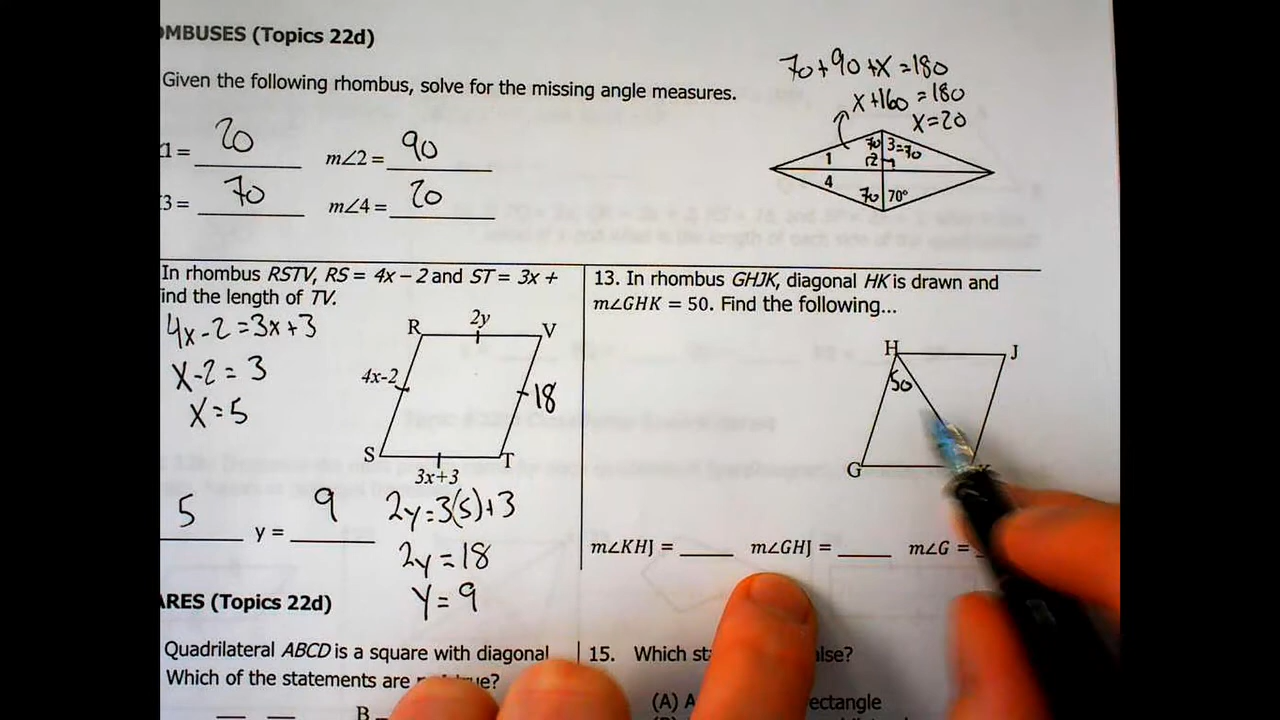 OMBUSES (Topics 22d)
Given the following rhombus, solve for the missing angle measures.
1 = 20 m∠2 = 90
3 = 70 m∠4 = 20
70+90+x=180
x+160=180
x=20
70 3=70
1 2
4 70 70°
In rhombus RSTV, RS = 4x − 2 and ST = 3x +
ind the length of TV.
4x-2=3x+3
x-2=3
x=5
R 2y V
4x-2 18
S T
3x+3
5 y = 9
2y=3(5)+3
2y=18
y=9
13. In rhombus GHJK, diagonal HK is drawn and
m∠GHK = 50. Find the following...
H J
50
G K
m∠KHJ = ____ m∠GHJ = ____ m∠G =
ARES (Topics 22d)
Quadrilateral ABCD is a square with diagonal
Which of the statements are
B
15. Which
(A) A